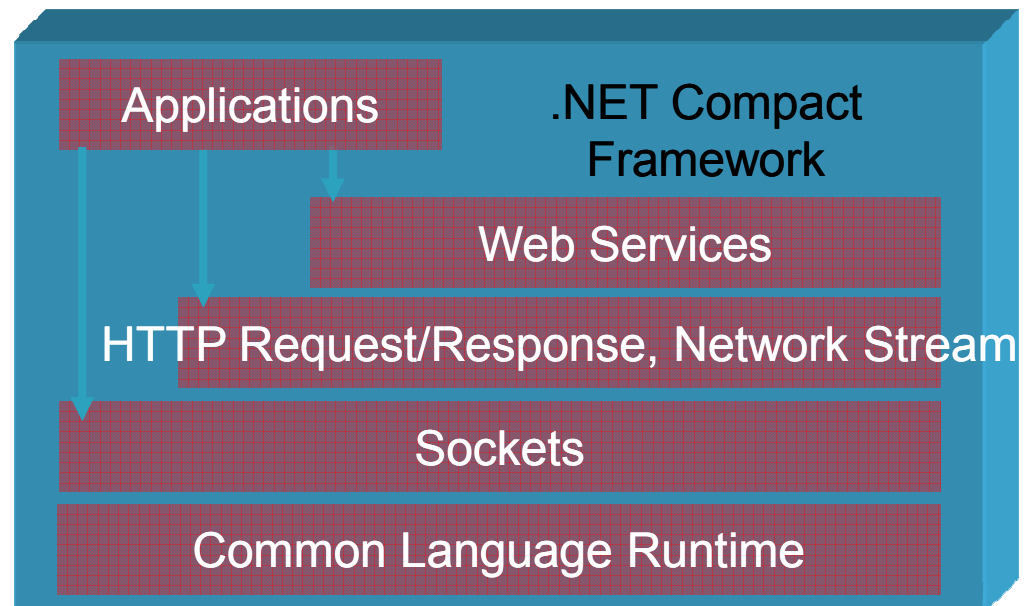 Applications
.NET Compact
Framework
Web Services
HTTP Request/Response, Network Stream
Sockets
Common Language Runtime